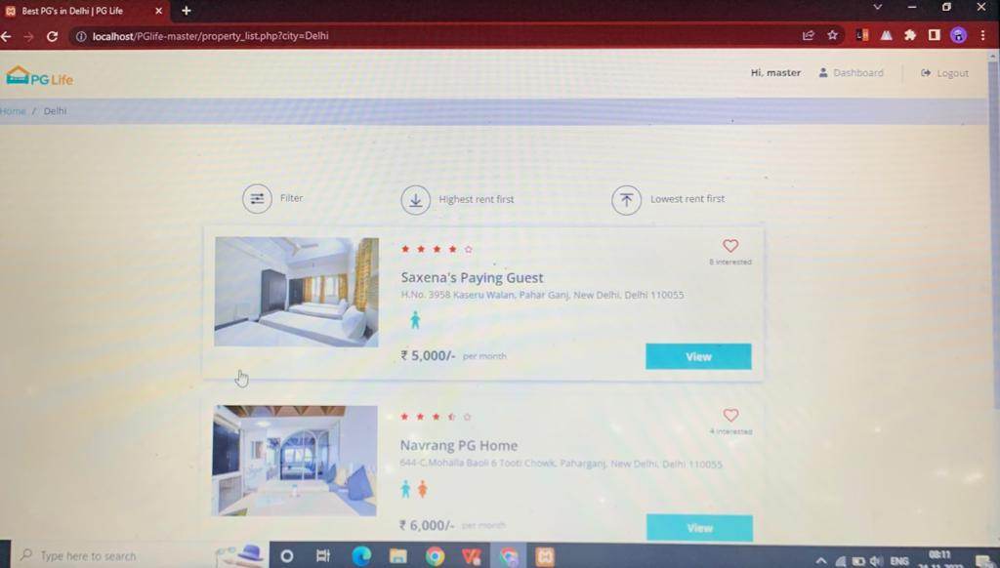 Best PG's in Delhi | PG Life
localhost/PGlife-master/property_list.php?city=Delhi
PG Life
Hi, master
Dashboard
Logout
Home / Delhi
Filter
Highest rent first
Lowest rent first
8 interested
Saxena's Paying Guest
H.No. 3958 Kaseru Walan, Pahar Ganj, New Delhi, Delhi 110055
₹ 5,000/- per month
View
4 interested
Navrang PG Home
644-C,Mohalla Baoli 6 Tooti Chowk, Paharganj, New Delhi, Delhi 110055
₹ 6,000/- per month
View
Type here to search
ENG
08:11